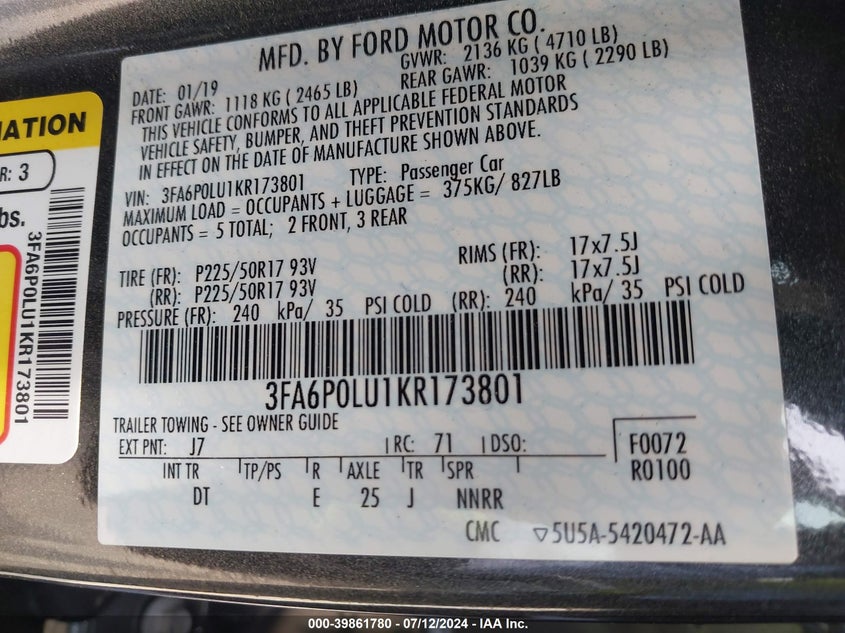 MFD. BY FORD MOTOR CO.
DATE: 01/19 GVWR: 2136 KG ( 4710 LB)
FRONT GAWR: 1118 KG ( 2465 LB) REAR GAWR: 1039 KG ( 2290 LB)
THIS VEHICLE CONFORMS TO ALL APPLICABLE FEDERAL MOTOR
VEHICLE SAFETY, BUMPER, AND THEFT PREVENTION STANDARDS
IN EFFECT ON THE DATE OF MANUFACTURE SHOWN ABOVE.
VIN: 3FA6P0LU1KR173801 TYPE: Passenger Car
MAXIMUM LOAD = OCCUPANTS + LUGGAGE = 375KG/ 827LB
OCCUPANTS = 5 TOTAL; 2 FRONT, 3 REAR
TIRE (FR): P225/50R17 93V RIMS (FR): 17x7.5J
(RR): P225/50R17 93V (RR): 17x7.5J
PRESSURE (FR): 240 kPa/ 35 PSI COLD (RR): 240 kPa/ 35 PSI COLD
3FA6P0LU1KR173801
TRAILER TOWING - SEE OWNER GUIDE
EXT PNT: J7 RC: 71 DSO: F0072
R0100
INT TR TP/PS R AXLE TR SPR
DT E 25 J NNRR
CMC ▽5U5A-5420472-AA
R: 3
3FA6P0LU1KR173801
000-39861780 - 07/12/2024 - IAA Inc.